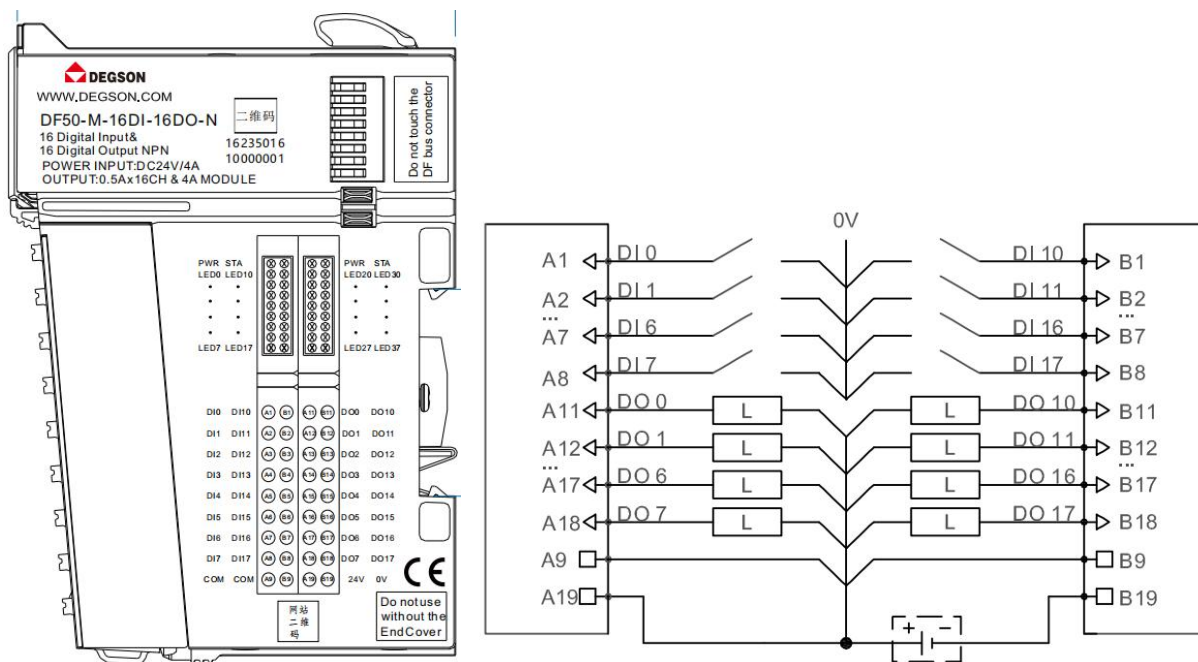 DEGSON
WWW.DEGSON.COM
DF50-M-16DI-16DO-N
16 Digital Input&
16 Digital Output NPN
POWER INPUT:DC24V/4A
OUTPUT:0.5Ax16CH & 4A MODULE
二维码
16235016
10000001
Do not touch the
DF bus connector
PWR STA PWR STA
LED0 LED10 LED20 LED30
LED7 LED17 LED27 LED37
DI0 DI10 A1 B1 A11 B11 DO0 DO10
DI1 DI11 A2 B2 A12 B12 DO1 DO11
DI2 DI12 A3 B3 A13 B13 DO2 DO12
DI3 DI13 A4 B4 A14 B14 DO3 DO13
DI4 DI14 A5 B5 A15 B15 DO4 DO14
DI5 DI15 A6 B6 A16 B16 DO5 DO15
DI6 DI16 A7 B7 A17 B17 DO6 DO16
DI7 DI17 A8 B8 A18 B18 DO7 DO17
COM COM A9 B9 A19 B19 24V 0V
CE
网站
二维
码
Do not use
without the
EndCover
0V
A1 DI 0 DI 10 B1
A2 DI 1 DI 11 B2
... ...
A7 DI 6 DI 16 B7
A8 DI 7 DI 17 B8
A11 DO 0 L L DO 10 B11
A12 DO 1 L L DO 11 B12
... ...
A17 DO 6 L L DO 16 B17
A18 DO 7 L L DO 17 B18
A9 B9
A19 B19
+ -